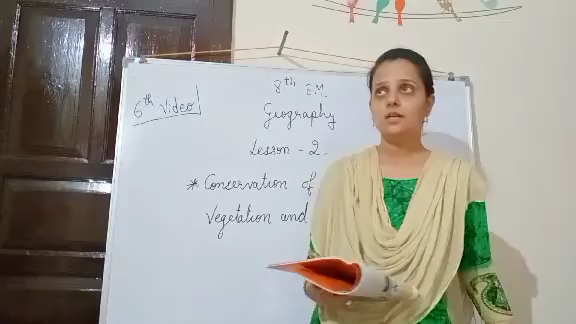 6th Video
8th E.M.
Geography
Lesson - 2.
* Conservation of
Vegetation and